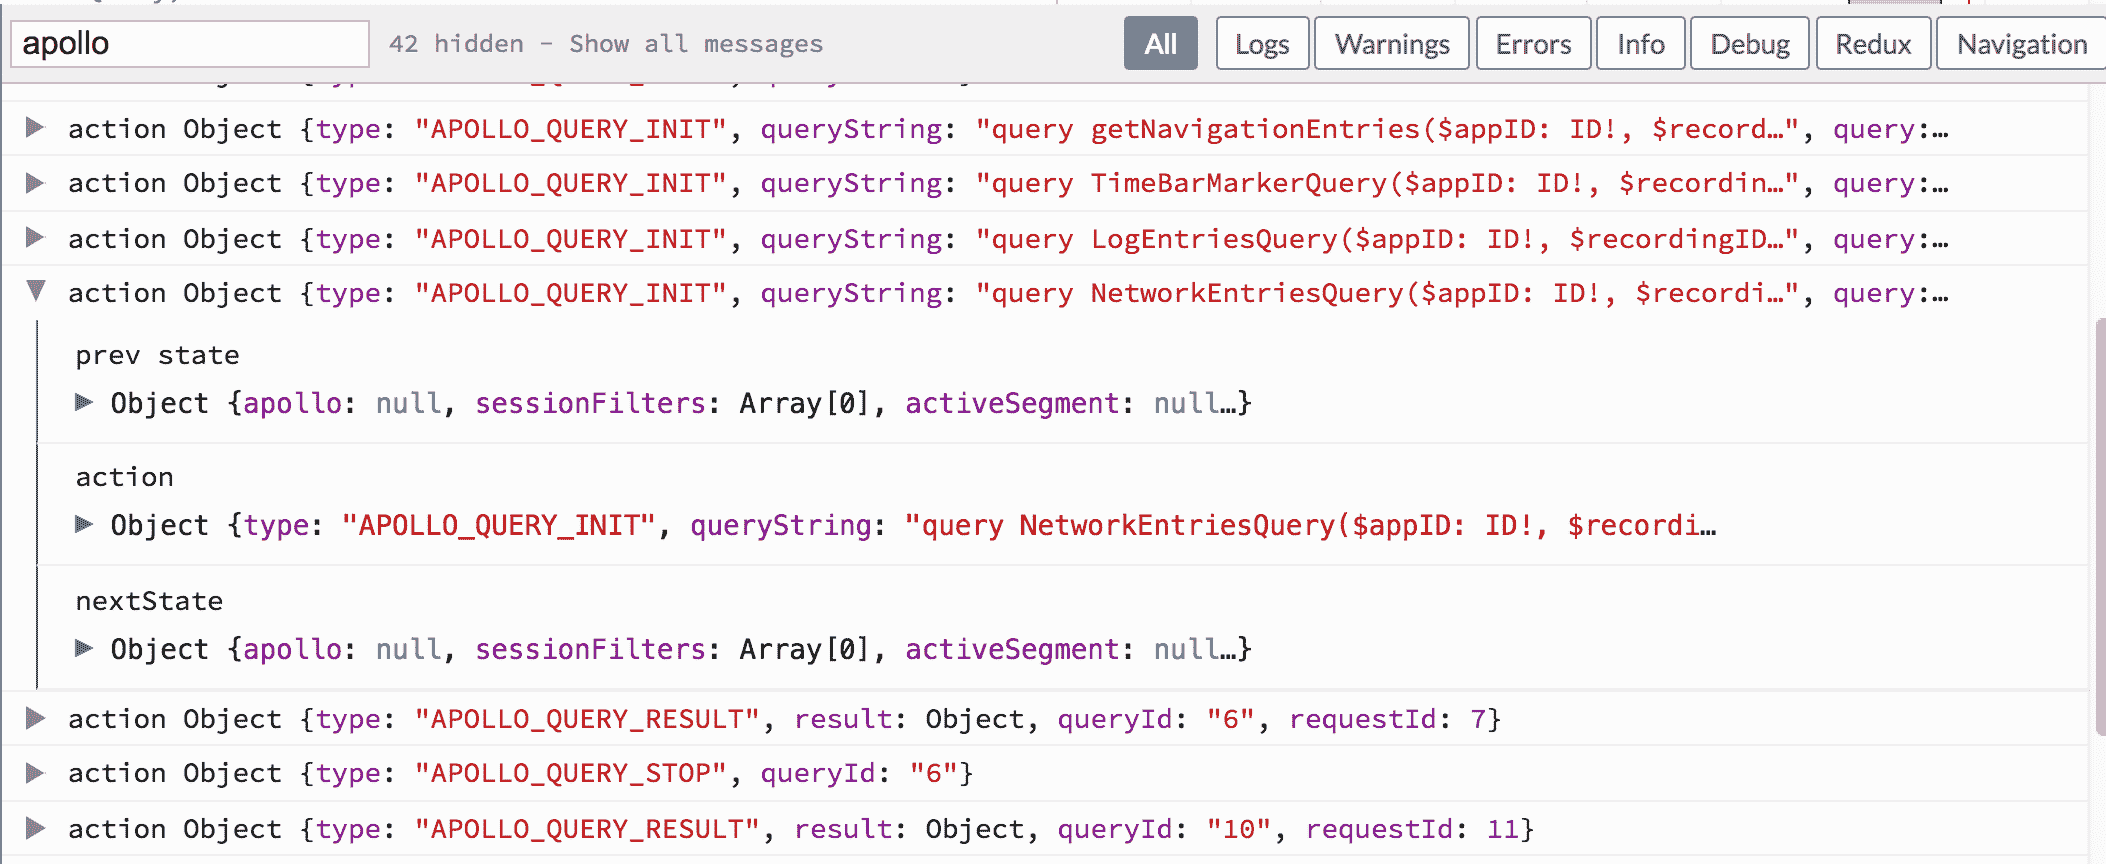 apollo 42 hidden - Show all messages All Logs Warnings Errors Info Debug Redux Navigation
action Object {type: "APOLLO_QUERY_INIT", queryString: "query getNavigationEntries($appID: ID!, $record…", query:…
action Object {type: "APOLLO_QUERY_INIT", queryString: "query TimeBarMarkerQuery($appID: ID!, $recordin…", query:…
action Object {type: "APOLLO_QUERY_INIT", queryString: "query LogEntriesQuery($appID: ID!, $recordingID…", query:…
action Object {type: "APOLLO_QUERY_INIT", queryString: "query NetworkEntriesQuery($appID: ID!, $recordi…", query:…
prev state
Object {apollo: null, sessionFilters: Array[0], activeSegment: null…}
action
Object {type: "APOLLO_QUERY_INIT", queryString: "query NetworkEntriesQuery($appID: ID!, $recordi…
nextState
Object {apollo: null, sessionFilters: Array[0], activeSegment: null…}
action Object {type: "APOLLO_QUERY_RESULT", result: Object, queryId: "6", requestId: 7}
action Object {type: "APOLLO_QUERY_STOP", queryId: "6"}
action Object {type: "APOLLO_QUERY_RESULT", result: Object, queryId: "10", requestId: 11}